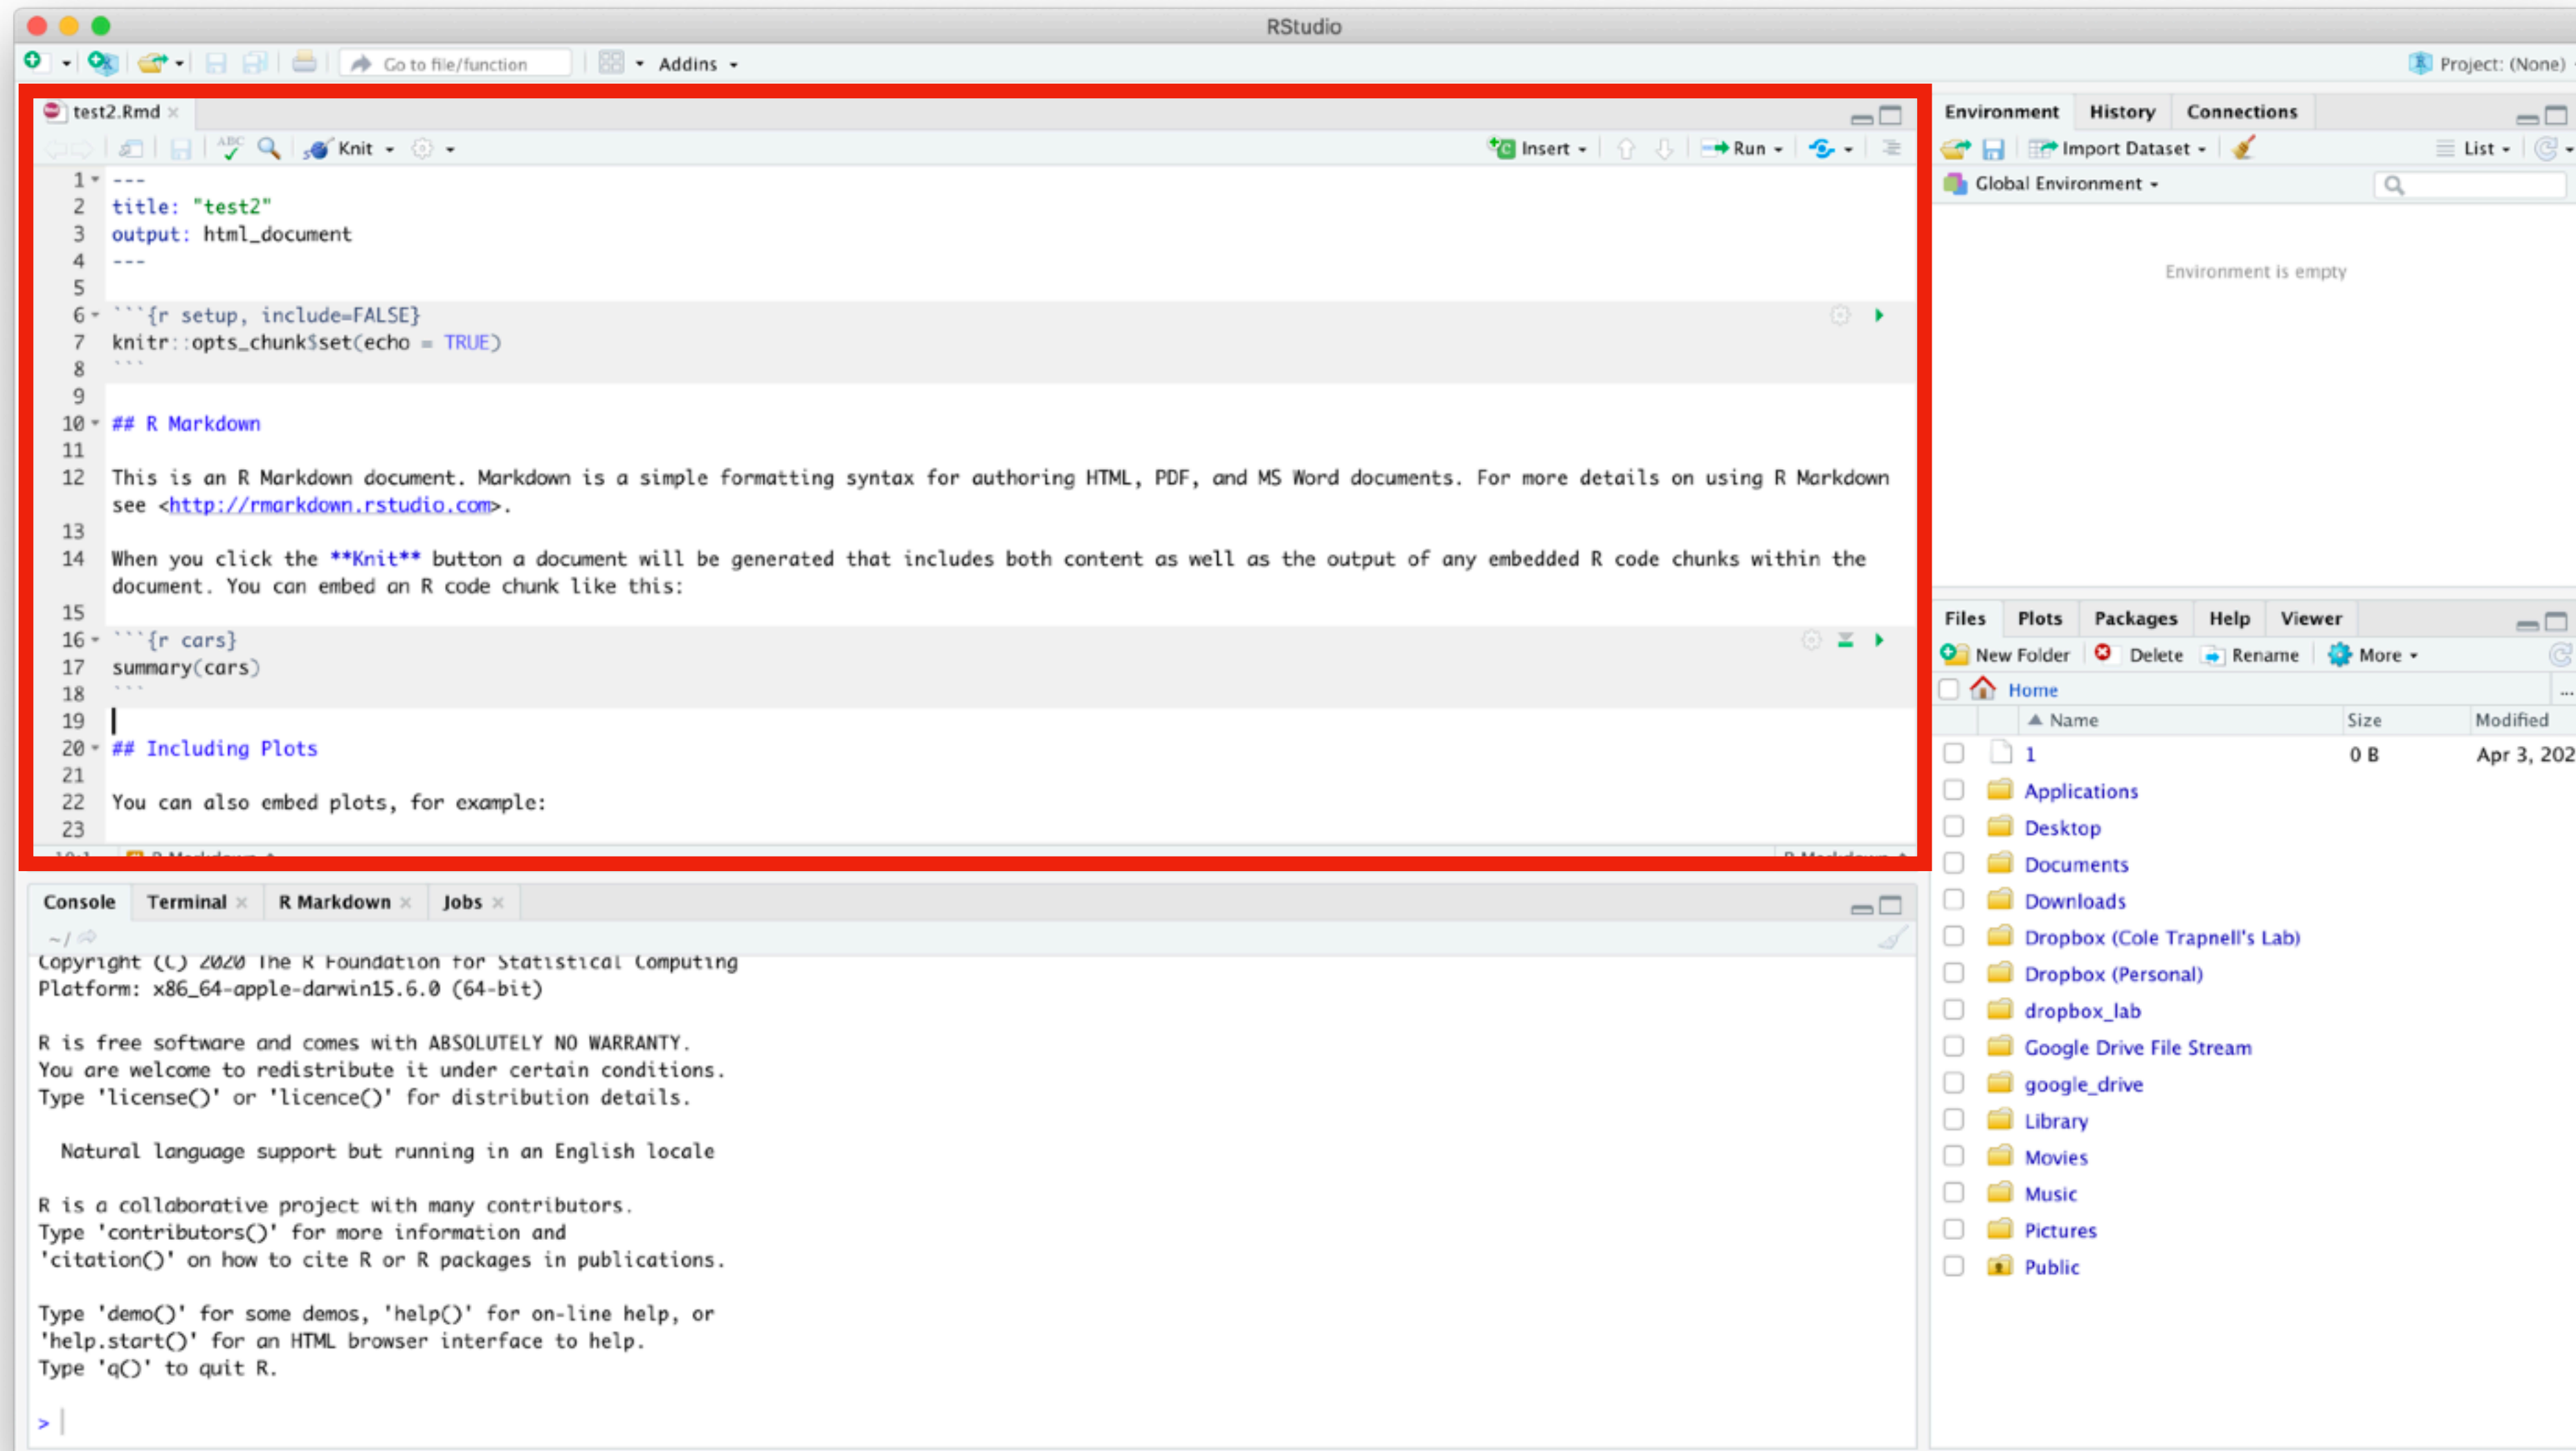 RStudio
Go to file/function
Addins
Project: (None)
test2.Rmd
ABC
Knit
Insert
Run
1 ---
2 title: "test2"
3 output: html_document
4 ---
5
6 ```{r setup, include=FALSE}
7 knitr::opts_chunk$set(echo = TRUE)
8 ```
9
10 ## R Markdown
11
12 This is an R Markdown document. Markdown is a simple formatting syntax for authoring HTML, PDF, and MS Word documents. For more details on using R Markdown
see <http://rmarkdown.rstudio.com>.
13
14 When you click the **Knit** button a document will be generated that includes both content as well as the output of any embedded R code chunks within the
document. You can embed an R code chunk like this:
15
16 ```{r cars}
17 summary(cars)
18 ```
19
20 ## Including Plots
21
22 You can also embed plots, for example:
23
Console Terminal R Markdown Jobs
~/
Copyright (C) 2020 The R Foundation for Statistical Computing
Platform: x86_64-apple-darwin15.6.0 (64-bit)
R is free software and comes with ABSOLUTELY NO WARRANTY.
You are welcome to redistribute it under certain conditions.
Type 'license()' or 'licence()' for distribution details.
Natural language support but running in an English locale
R is a collaborative project with many contributors.
Type 'contributors()' for more information and
'citation()' on how to cite R or R packages in publications.
Type 'demo()' for some demos, 'help()' for on-line help, or
'help.start()' for an HTML browser interface to help.
Type 'q()' to quit R.
>
Environment History Connections
Import Dataset List
Global Environment
Environment is empty
Files Plots Packages Help Viewer
New Folder Delete Rename More
Home ...
Name Size Modified
1 0 B Apr 3, 202
Applications
Desktop
Documents
Downloads
Dropbox (Cole Trapnell's Lab)
Dropbox (Personal)
dropbox_lab
Google Drive File Stream
google_drive
Library
Movies
Music
Pictures
Public